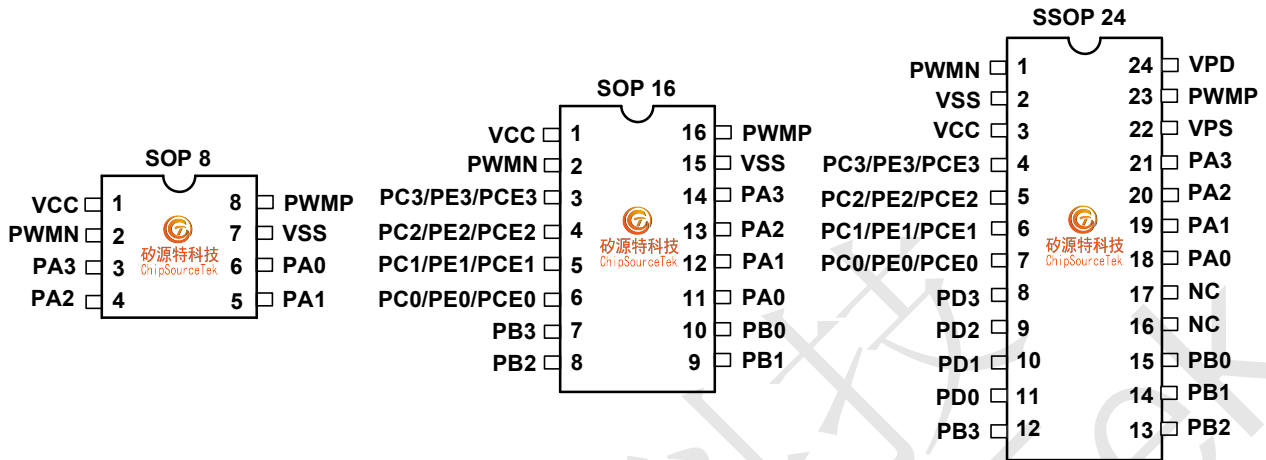 SOP 8
VCC 1 8 PWMP
PWMN 2 7 VSS
PA3 3 6 PA0
PA2 4 5 PA1
矽源特科技
ChipSourceTek
SOP 16
VCC 1 16 PWMP
PWMN 2 15 VSS
PC3/PE3/PCE3 3 14 PA3
PC2/PE2/PCE2 4 13 PA2
PC1/PE1/PCE1 5 12 PA1
PC0/PE0/PCE0 6 11 PA0
PB3 7 10 PB0
PB2 8 9 PB1
矽源特科技
ChipSourceTek
SSOP 24
PWMN 1 24 VPD
VSS 2 23 PWMP
VCC 3 22 VPS
PC3/PE3/PCE3 4 21 PA3
PC2/PE2/PCE2 5 20 PA2
PC1/PE1/PCE1 6 19 PA1
PC0/PE0/PCE0 7 18 PA0
PD3 8 17 NC
PD2 9 16 NC
PD1 10 15 PB0
PD0 11 14 PB1
PB3 12 13 PB2
矽源特科技
ChipSourceTek